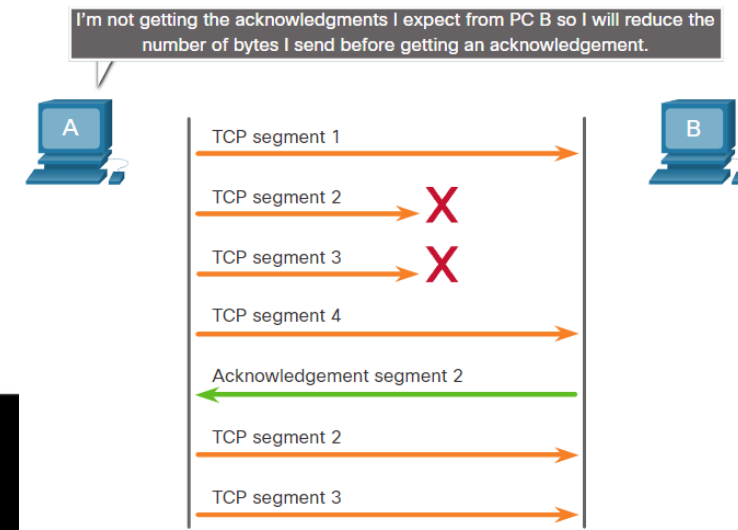 I'm not getting the acknowledgments I expect from PC B so I will reduce the
number of bytes I send before getting an acknowledgement.
A
B
TCP segment 1
TCP segment 2
X
TCP segment 3
X
TCP segment 4
Acknowledgement segment 2
TCP segment 2
TCP segment 3